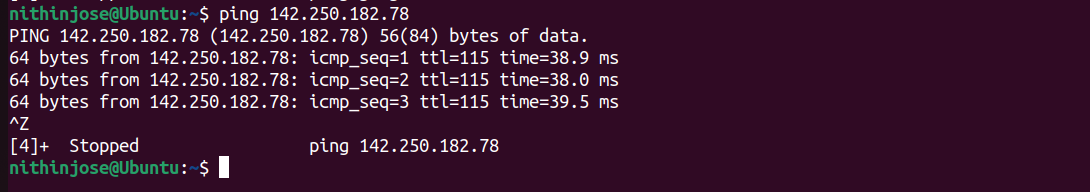 nithinjose@Ubuntu:~$ ping 142.250.182.78
PING 142.250.182.78 (142.250.182.78) 56(84) bytes of data.
64 bytes from 142.250.182.78: icmp_seq=1 ttl=115 time=38.9 ms
64 bytes from 142.250.182.78: icmp_seq=2 ttl=115 time=38.0 ms
64 bytes from 142.250.182.78: icmp_seq=3 ttl=115 time=39.5 ms
^Z
[4]+  Stopped                 ping 142.250.182.78
nithinjose@Ubuntu:~$